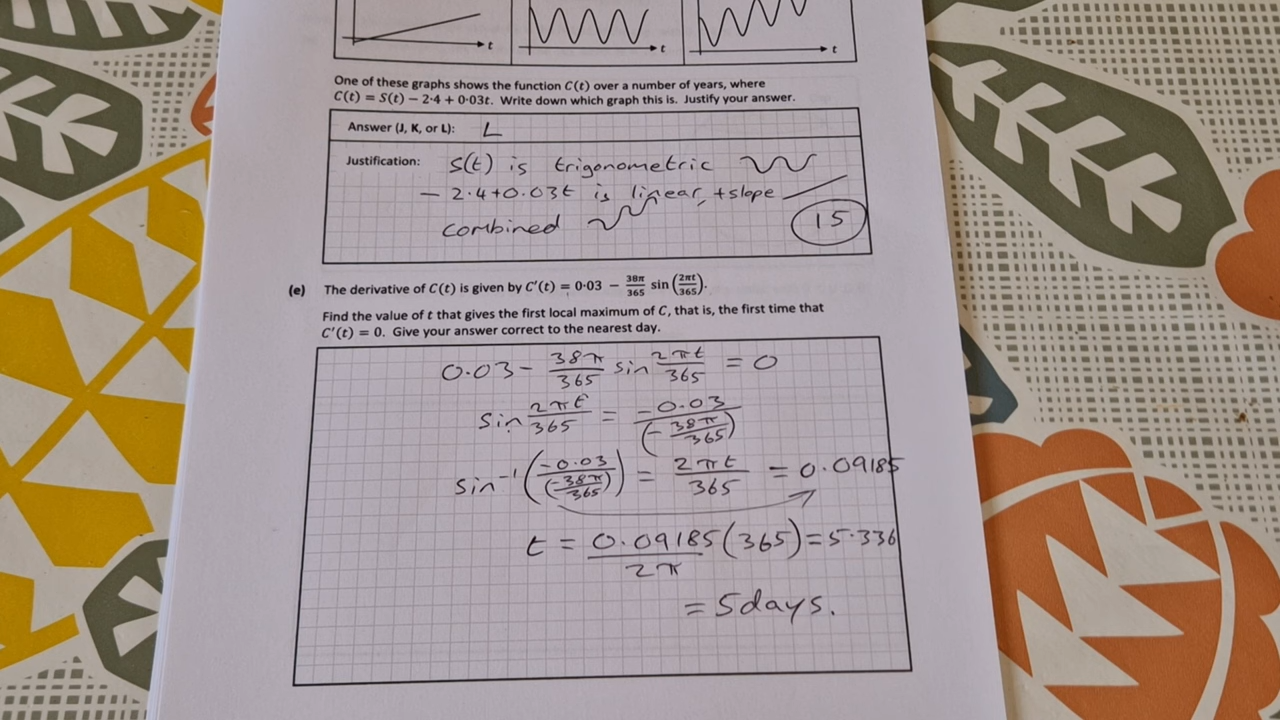 t
t
t
One of these graphs shows the function C(t) over a number of years, where
C(t) = S(t) − 2·4 + 0·03t. Write down which graph this is. Justify your answer.
Answer (J, K, or L): L
Justification: S(t) is trigonometric
− 2.4+0.03t is linear, +slope
combined
15
(e) The derivative of C(t) is given by C′(t) = 0·03 − 38π/365 sin (2πt/365).
Find the value of t that gives the first local maximum of C, that is, the first time that
C′(t) = 0. Give your answer correct to the nearest day.
0.03 − 38π/365 sin 2πt/365 = 0
sin 2πt/365 = −0.03/(−38π/365)
sin⁻¹(−0.03/(−38π/365)) = 2πt/365 = 0.09185
t = 0.09185(365)/2π = 5.336
= 5 days.